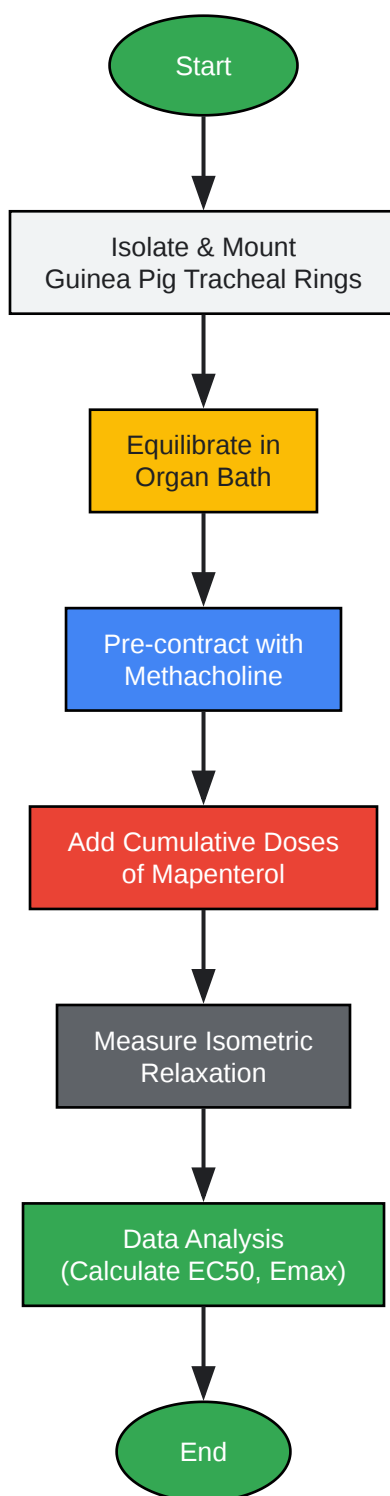 Start
Isolate & Mount
Guinea Pig Tracheal Rings
Equilibrate in
Organ Bath
Pre-contract with
Methacholine
Add Cumulative Doses
of Mapenterol
Measure Isometric
Relaxation
Data Analysis
(Calculate EC50, Emax)
End